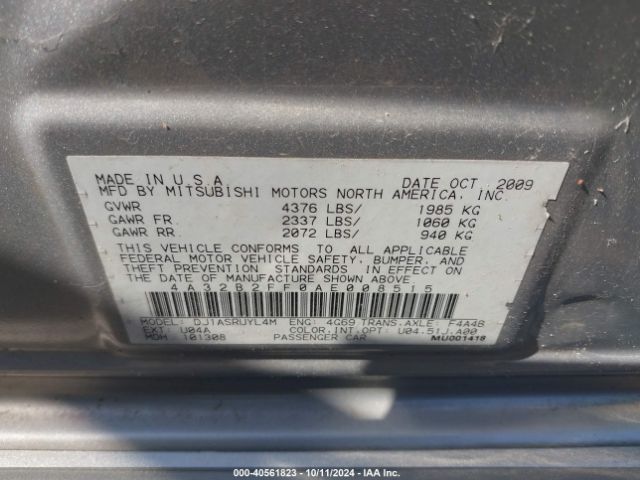 MADE IN U.S.A. DATE OCT. 2009
MFD BY MITSUBISHI MOTORS NORTH AMERICA, INC.
GVWR 4376 LBS/ 1985 KG
GAWR FR. 2337 LBS/ 1060 KG
GAWR RR. 2072 LBS/ 940 KG
THIS VEHICLE CONFORMS TO ALL APPLICABLE
FEDERAL MOTOR VEHICLE SAFETY, BUMPER, AND
THEFT PREVENTION STANDARDS IN EFFECT ON
THE DATE OF MANUFACTURE SHOWN ABOVE.
4A32B2FF0AE008515
MODEL: DJ1ASRUYL4M ENG: 4G69 TRANS.AXLE: F4A4B
EXT: U04A COLOR.INT.OPT: U04.51J.A00
MDH 101308 PASSENGER CAR MU001418
000-40561823 - 10/11/2024 - IAA Inc.